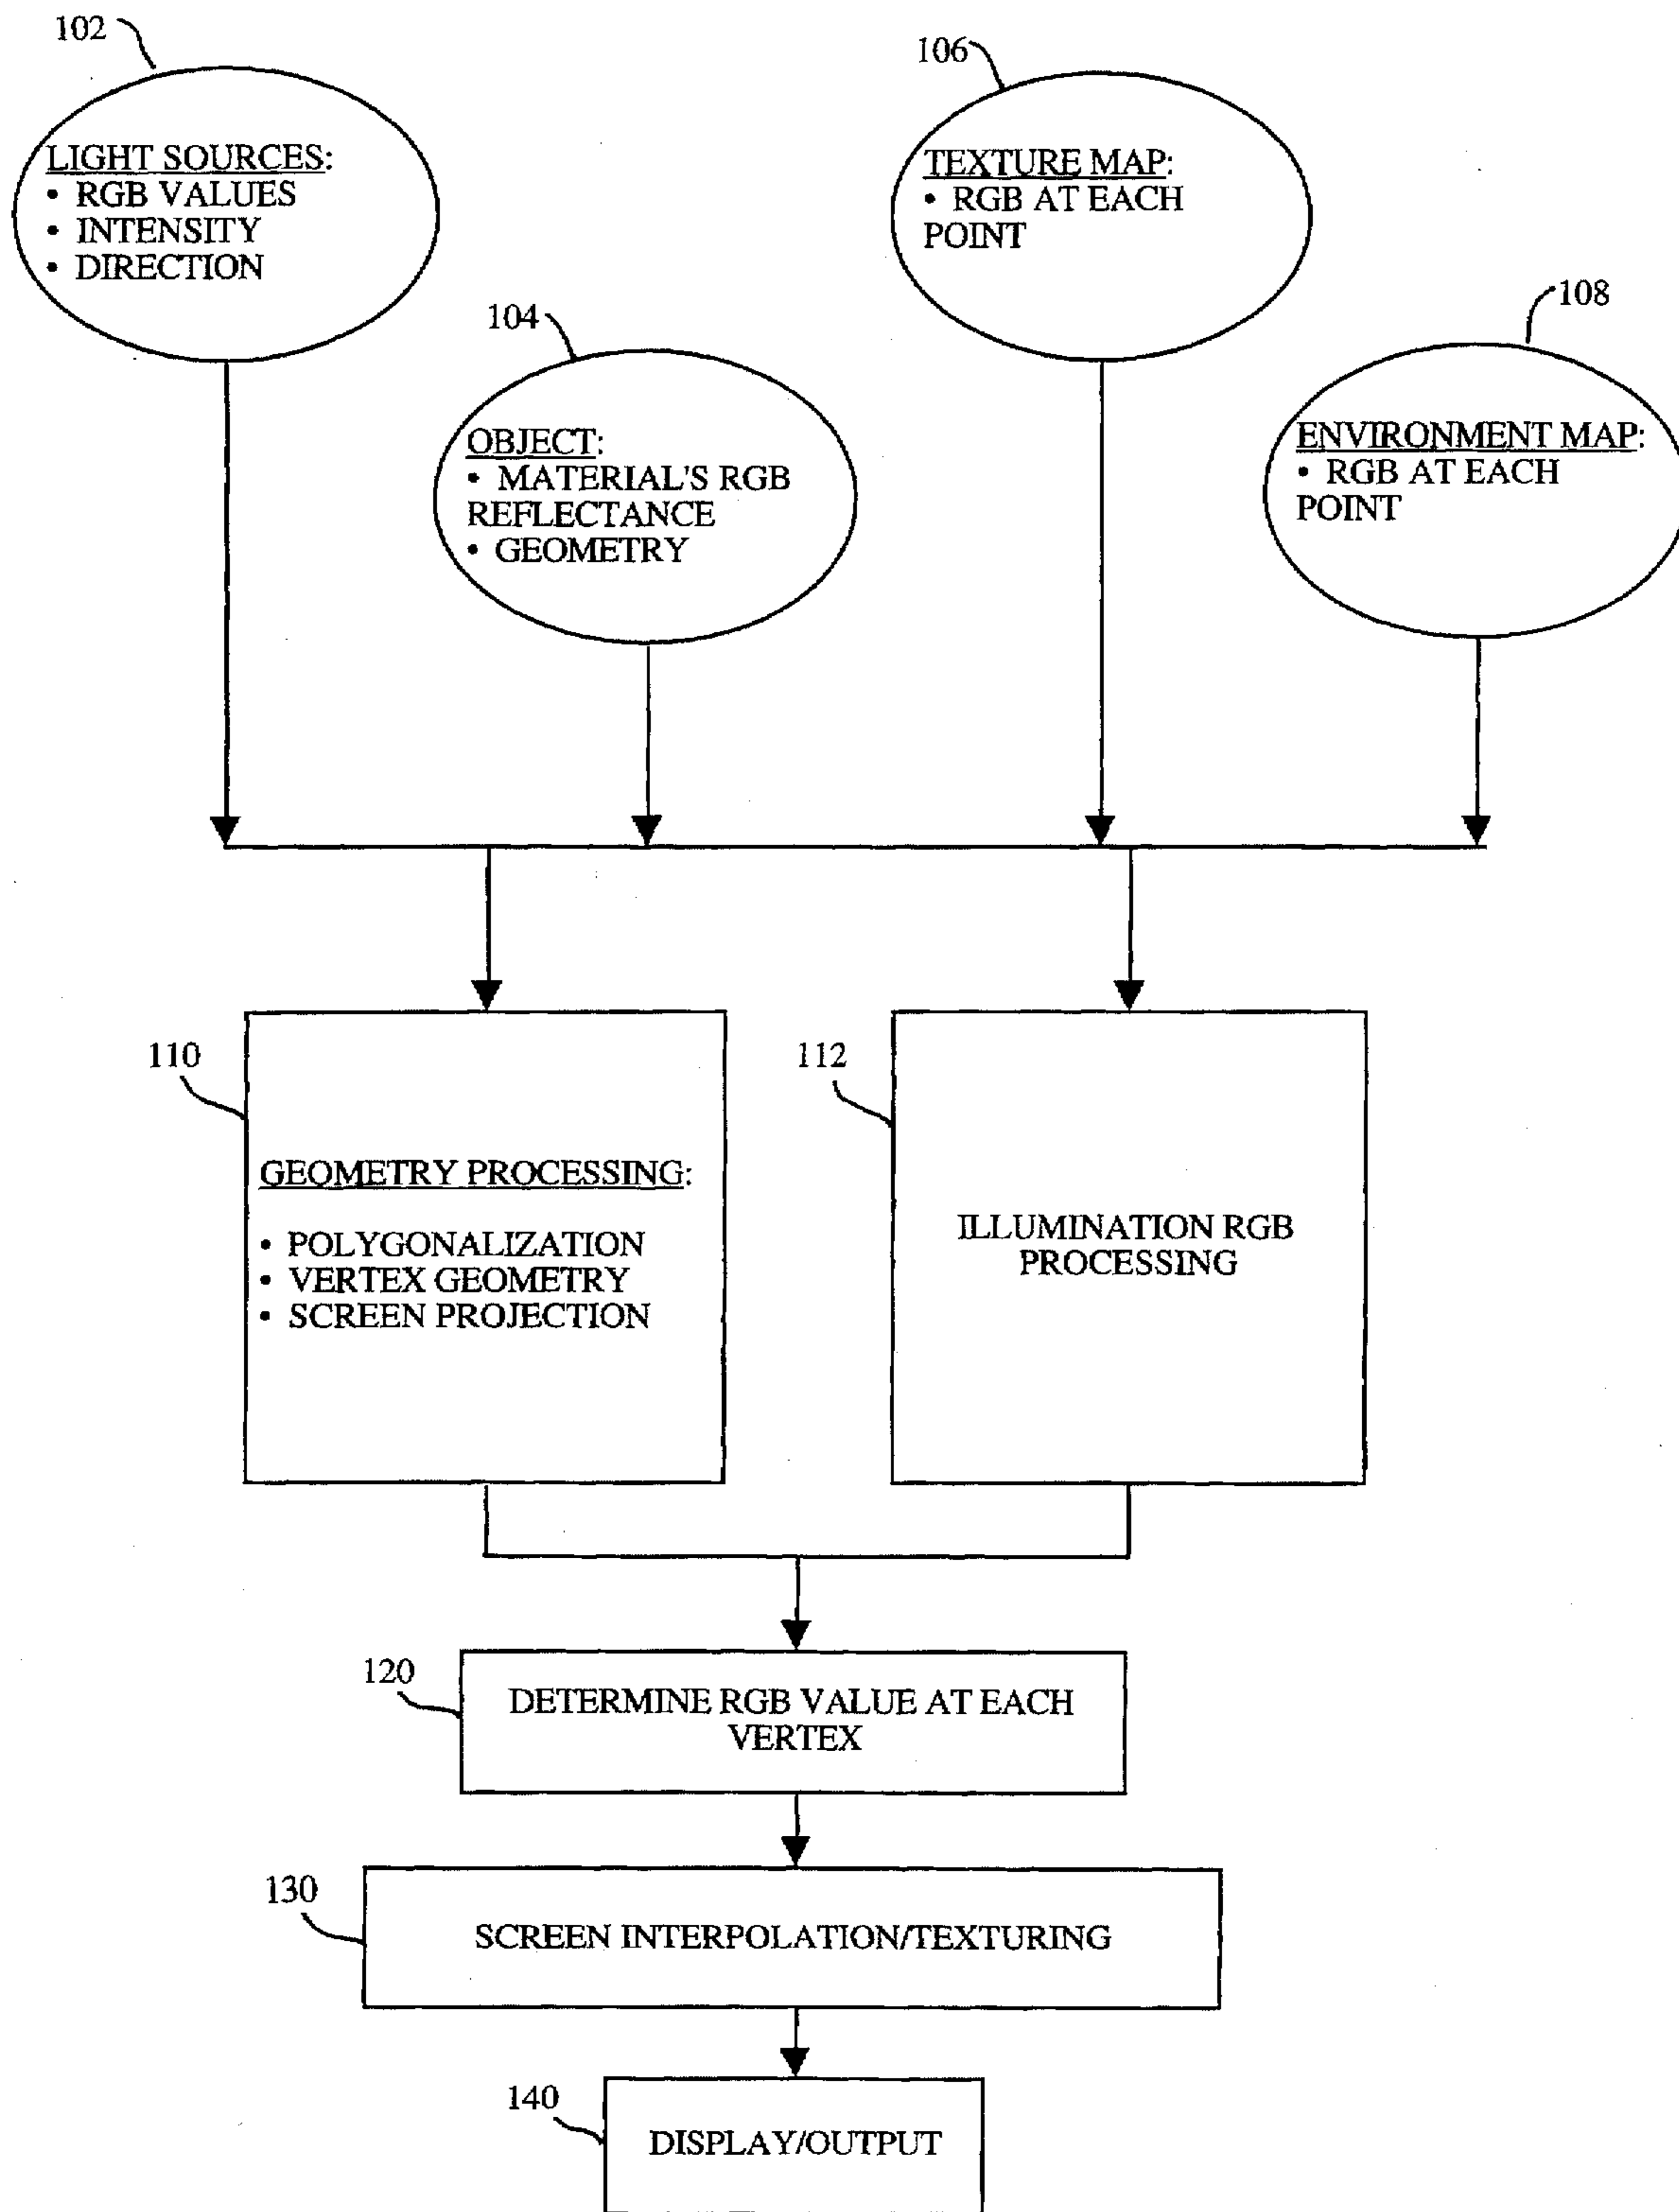 102
LIGHT SOURCES:
• RGB VALUES
• INTENSITY
• DIRECTION
106
TEXTURE MAP:
• RGB AT EACH
POINT
104
OBJECT:
• MATERIAL'S RGB
REFLECTANCE
• GEOMETRY
108
ENVIRONMENT MAP:
• RGB AT EACH
POINT
110
GEOMETRY PROCESSING:
• POLYGONALIZATION
• VERTEX GEOMETRY
• SCREEN PROJECTION
112
ILLUMINATION RGB
PROCESSING
120
DETERMINE RGB VALUE AT EACH
VERTEX
130
SCREEN INTERPOLATION/TEXTURING
140
DISPLAY/OUTPUT